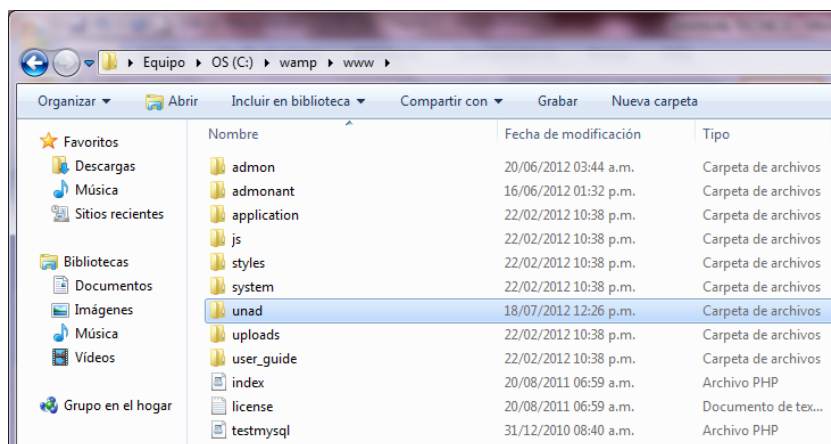 Equipo ▸ OS (C:) ▸ wamp ▸ www ▸
Organizar Abrir Incluir en biblioteca Compartir con Grabar Nueva carpeta
Favoritos
Descargas
Música
Sitios recientes
Bibliotecas
Documentos
Imágenes
Música
Vídeos
Grupo en el hogar
Nombre Fecha de modificación Tipo
admon 20/06/2012 03:44 a.m. Carpeta de archivos
admonant 16/06/2012 01:32 p.m. Carpeta de archivos
application 22/02/2012 10:38 p.m. Carpeta de archivos
js 22/02/2012 10:38 p.m. Carpeta de archivos
styles 22/02/2012 10:38 p.m. Carpeta de archivos
system 22/02/2012 10:38 p.m. Carpeta de archivos
unad 18/07/2012 12:26 p.m. Carpeta de archivos
uploads 22/02/2012 10:38 p.m. Carpeta de archivos
user_guide 22/02/2012 10:38 p.m. Carpeta de archivos
index 20/08/2011 06:59 a.m. Archivo PHP
license 20/08/2011 06:59 a.m. Documento de tex...
testmysql 31/12/2010 08:40 a.m. Archivo PHP